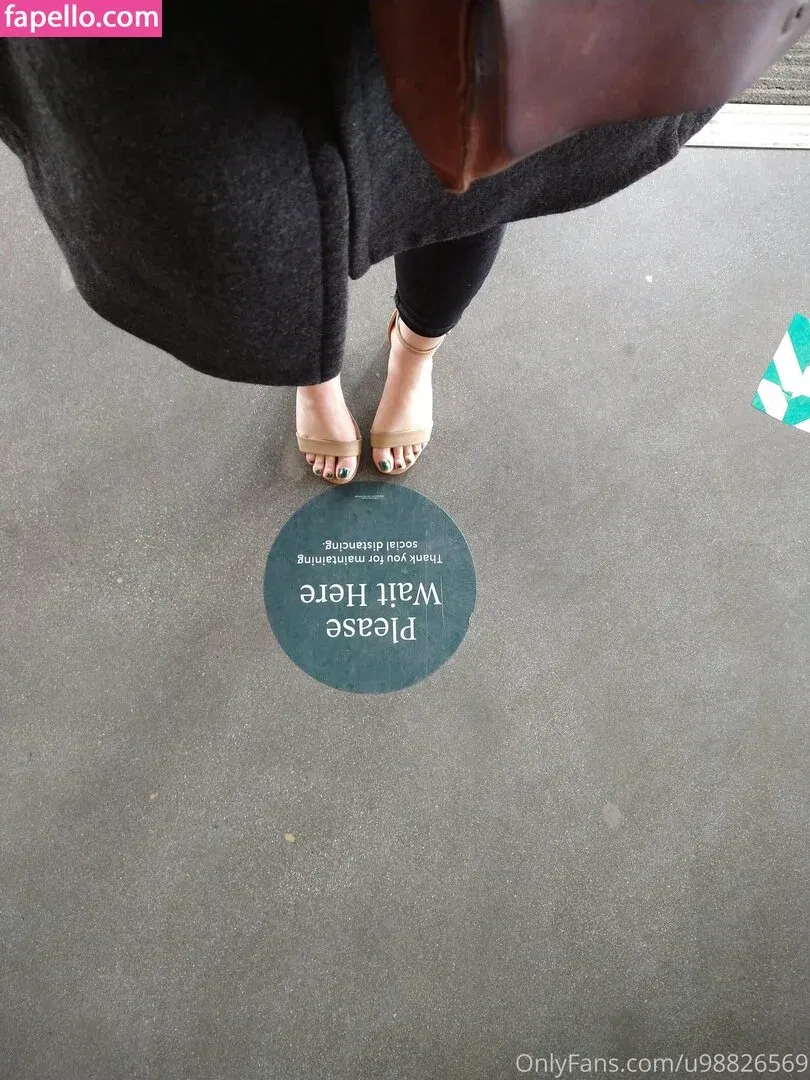 fapello.com
Please
Wait Here
Thank you for maintaining
social distancing.
OnlyFans.com/u98826569